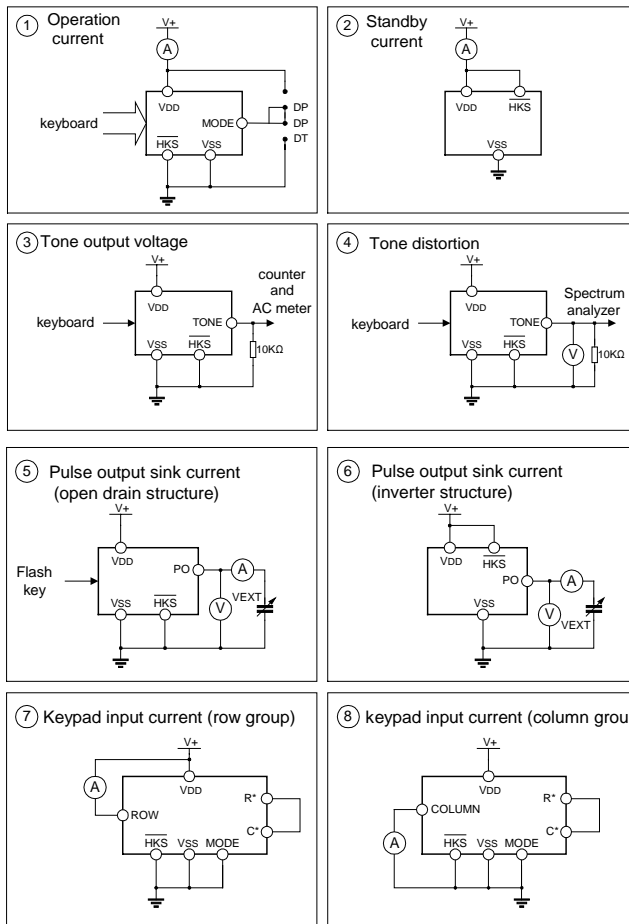 ① Operation
current
V+
A
VDD
keyboard
MODE
HKS
VSS
DP
DP
DT
② Standby
current
V+
A
VDD
HKS
VSS
③ Tone output voltage
V+
VDD
keyboard
TONE
VSS
HKS
counter
and
AC meter
10KΩ
④ Tone distortion
V+
VDD
keyboard
TONE
VSS
HKS
Spectrum
analyzer
V
10KΩ
⑤ Pulse output sink current
(open drain structure)
V+
VDD
Flash
key
PO
VSS
HKS
A
V
VEXT
⑥ Pulse output sink current
(inverter structure)
V+
VDD
HKS
PO
VSS
A
V
VEXT
⑦ Keypad input current (row group)
V+
A
VDD
ROW
R*
C*
HKS
VSS
MODE
⑧ keypad input current (column grou
V+
VDD
COLUMN
R*
C*
A
HKS
VSS
MODE